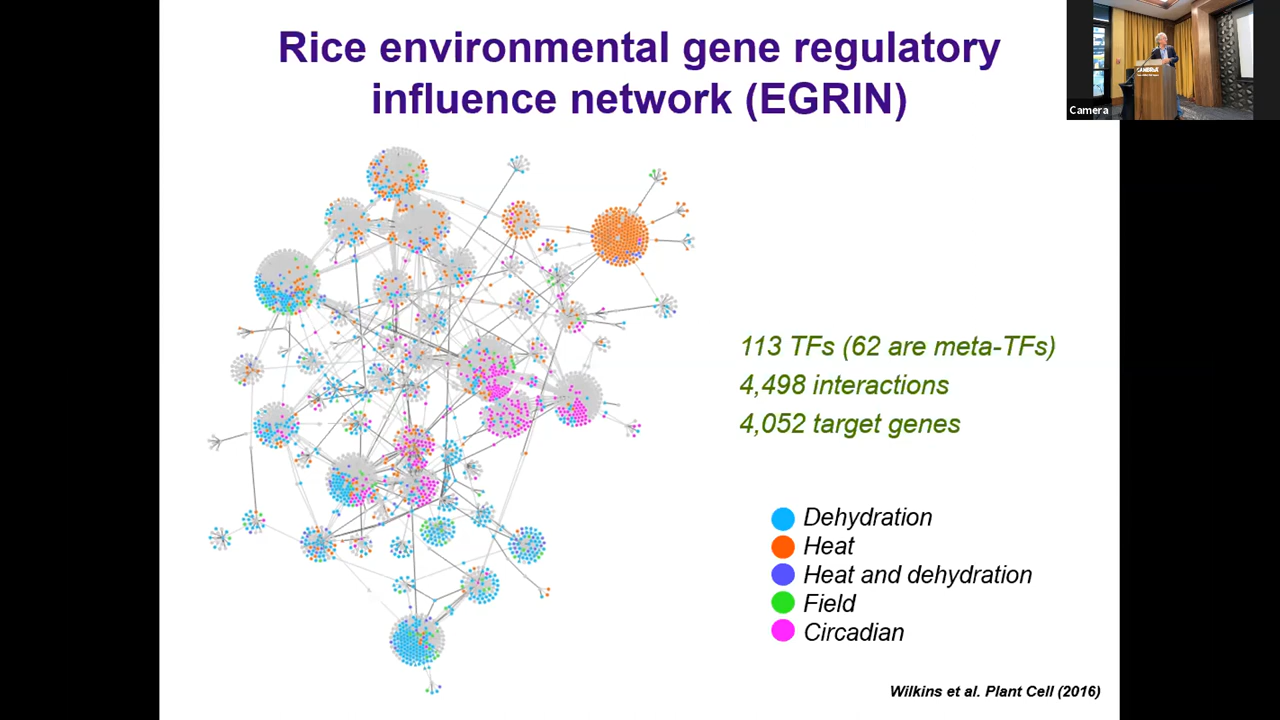 Rice environmental gene regulatory
influence network (EGRIN)
Camera
113 TFs (62 are meta-TFs)
4,498 interactions
4,052 target genes
Dehydration
Heat
Heat and dehydration
Field
Circadian
Wilkins et al. Plant Cell (2016)